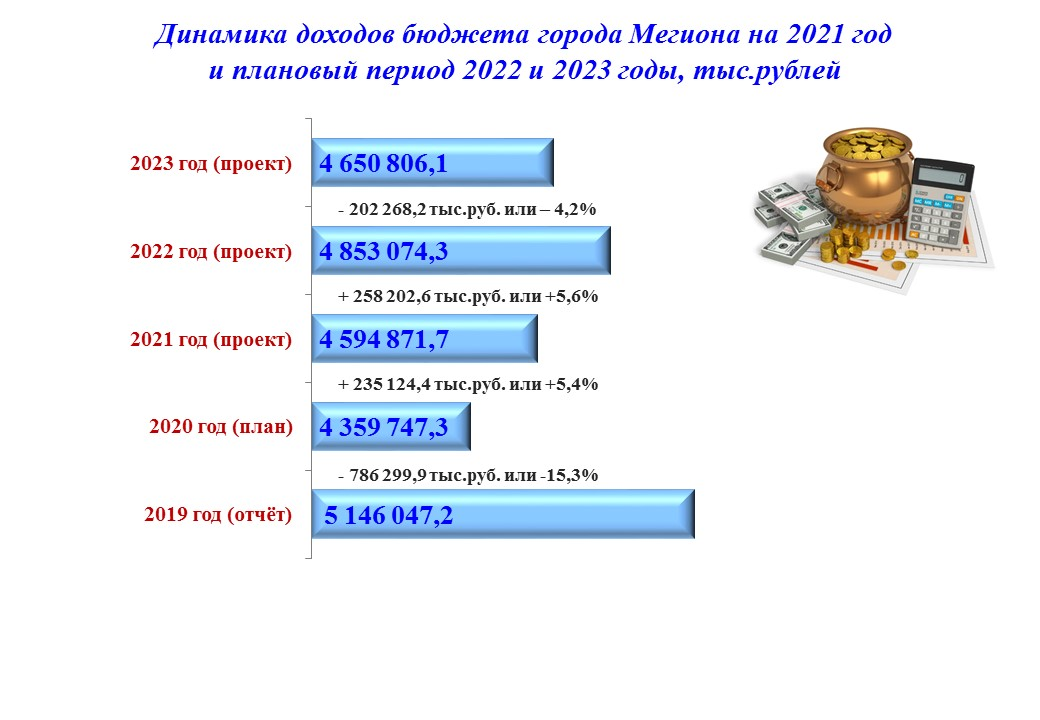 Динамика доходов бюджета города Мегиона на 2021 год
и плановый период 2022 и 2023 годы, тыс.рублей
2023 год (проект)
4 650 806,1
- 202 268,2 тыс.руб. или – 4,2%
2022 год (проект)
4 853 074,3
+ 258 202,6 тыс.руб. или +5,6%
2021 год (проект)
4 594 871,7
+ 235 124,4 тыс.руб. или +5,4%
2020 год (план)
4 359 747,3
- 786 299,9 тыс.руб. или -15,3%
2019 год (отчёт)
5 146 047,2